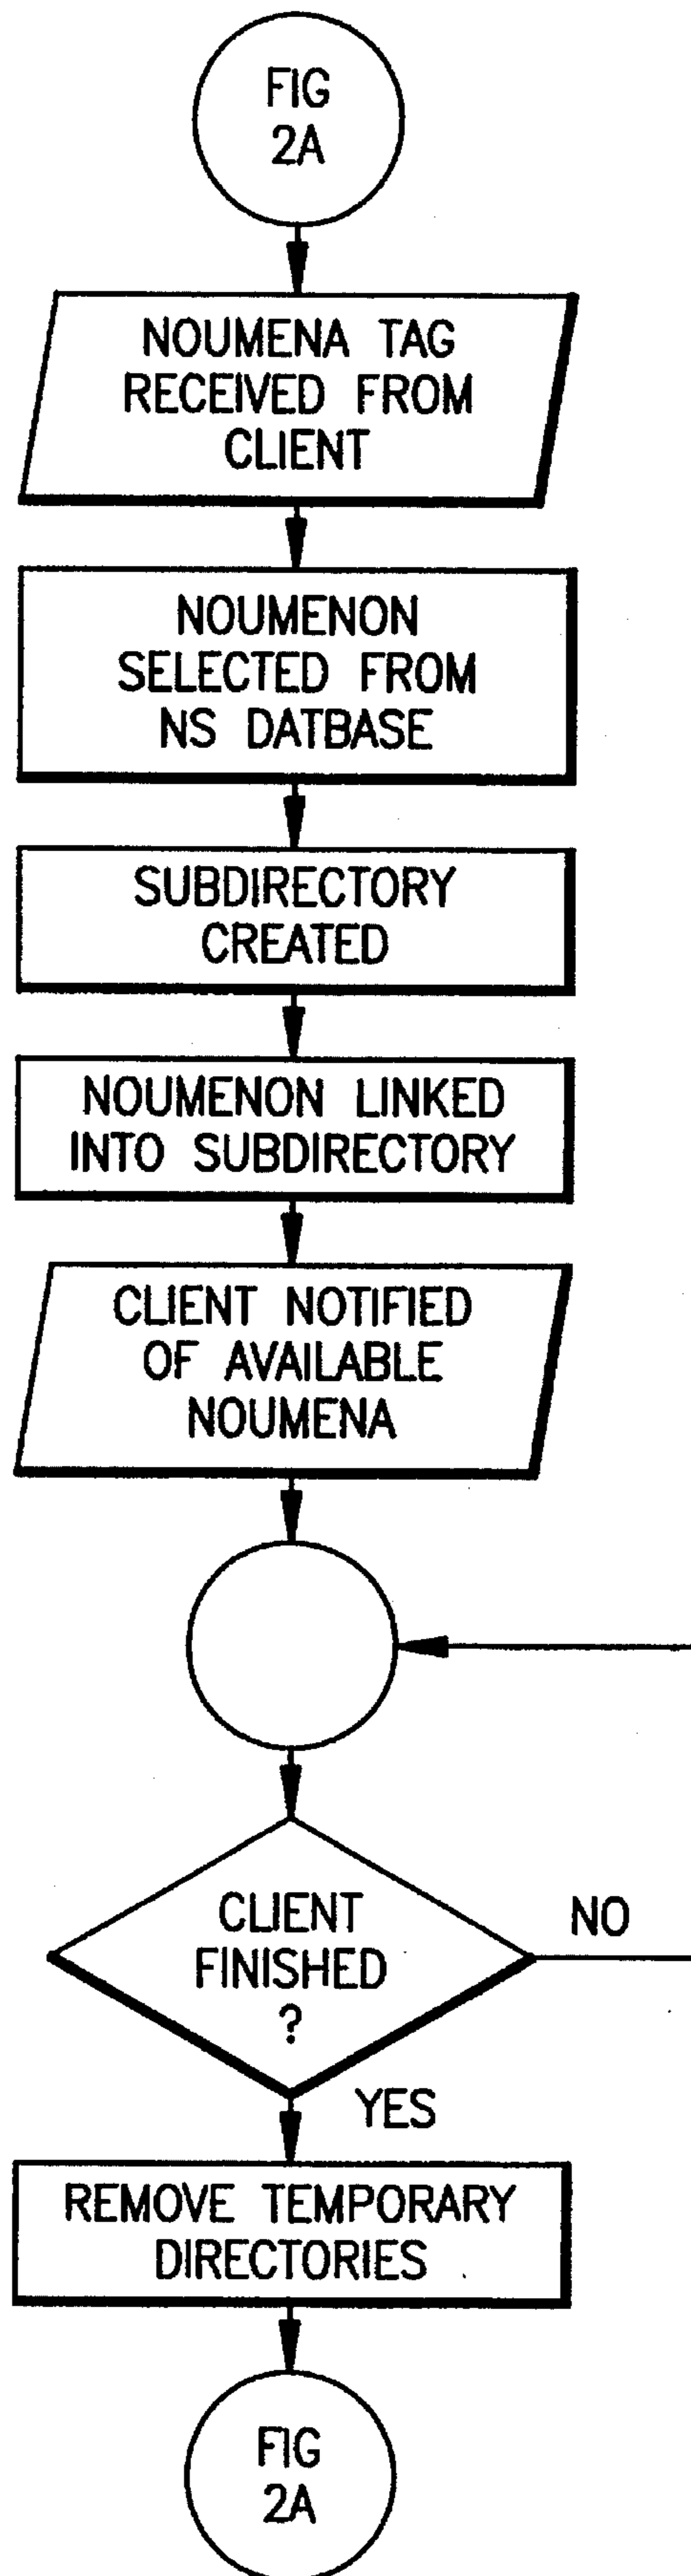 FIG
2A
NOUMENA TAG
RECEIVED FROM
CLIENT
NOUMENON
SELECTED FROM
NS DATBASE
SUBDIRECTORY
CREATED
NOUMENON LINKED
INTO SUBDIRECTORY
CLIENT NOTIFIED
OF AVAILABLE
NOUMENA
CLIENT
FINISHED
?
NO
YES
REMOVE TEMPORARY
DIRECTORIES
FIG
2A